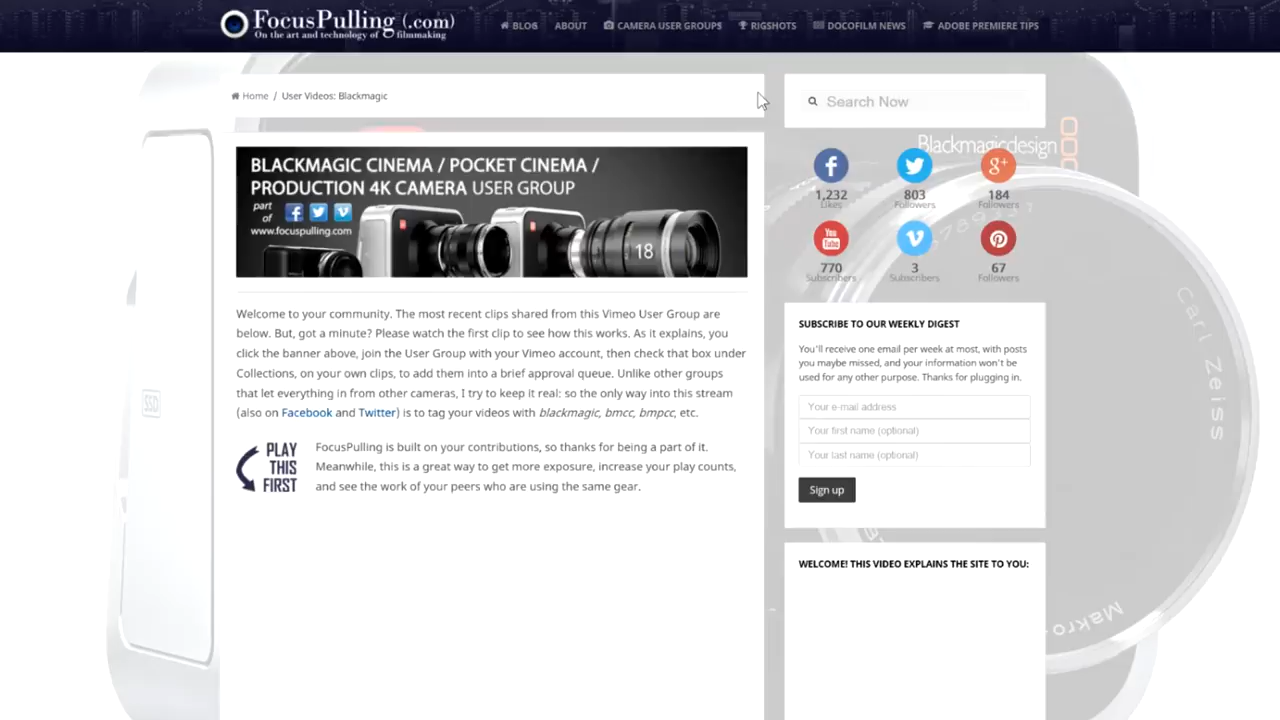 FocusPulling (.com)
On the art and technology of filmmaking
BLOG ABOUT CAMERA USER GROUPS RIGSHOTS DOCOFILM NEWS ADOBE PREMIERE TIPS
Home / User Videos: Blackmagic
BLACKMAGIC CINEMA / POCKET CINEMA /
PRODUCTION 4K CAMERA USER GROUP
part
of
www.focuspulling.com
18
Welcome to your community. The most recent clips shared from this Vimeo User Group are
below. But, got a minute? Please watch the first clip to see how this works. As it explains, you
click the banner above, join the User Group with your Vimeo account, then check that box under
Collections, on your own clips, to add them into a brief approval queue. Unlike other groups
that let everything in from other cameras, I try to keep it real: so the only way into this stream
(also on Facebook and Twitter) is to tag your videos with blackmagic, bmcc, bmpcc, etc.
PLAY
THIS
FIRST
FocusPulling is built on your contributions, so thanks for being a part of it.
Meanwhile, this is a great way to get more exposure, increase your play counts,
and see the work of your peers who are using the same gear.
Search Now
Blackmagicdesign
1,232 803 184
Likes Followers Followers
You Tube
770 3 67
Subscribers Subscribers Followers
SUBSCRIBE TO OUR WEEKLY DIGEST
You'll receive one email per week at most, with posts
you maybe missed, and your information won't be
used for any other purpose. Thanks for plugging in.
Your e-mail address
Your first name (optional)
Your last name (optional)
Sign up
WELCOME! THIS VIDEO EXPLAINS THE SITE TO YOU:
SSD
Carl Zeiss
Makro-